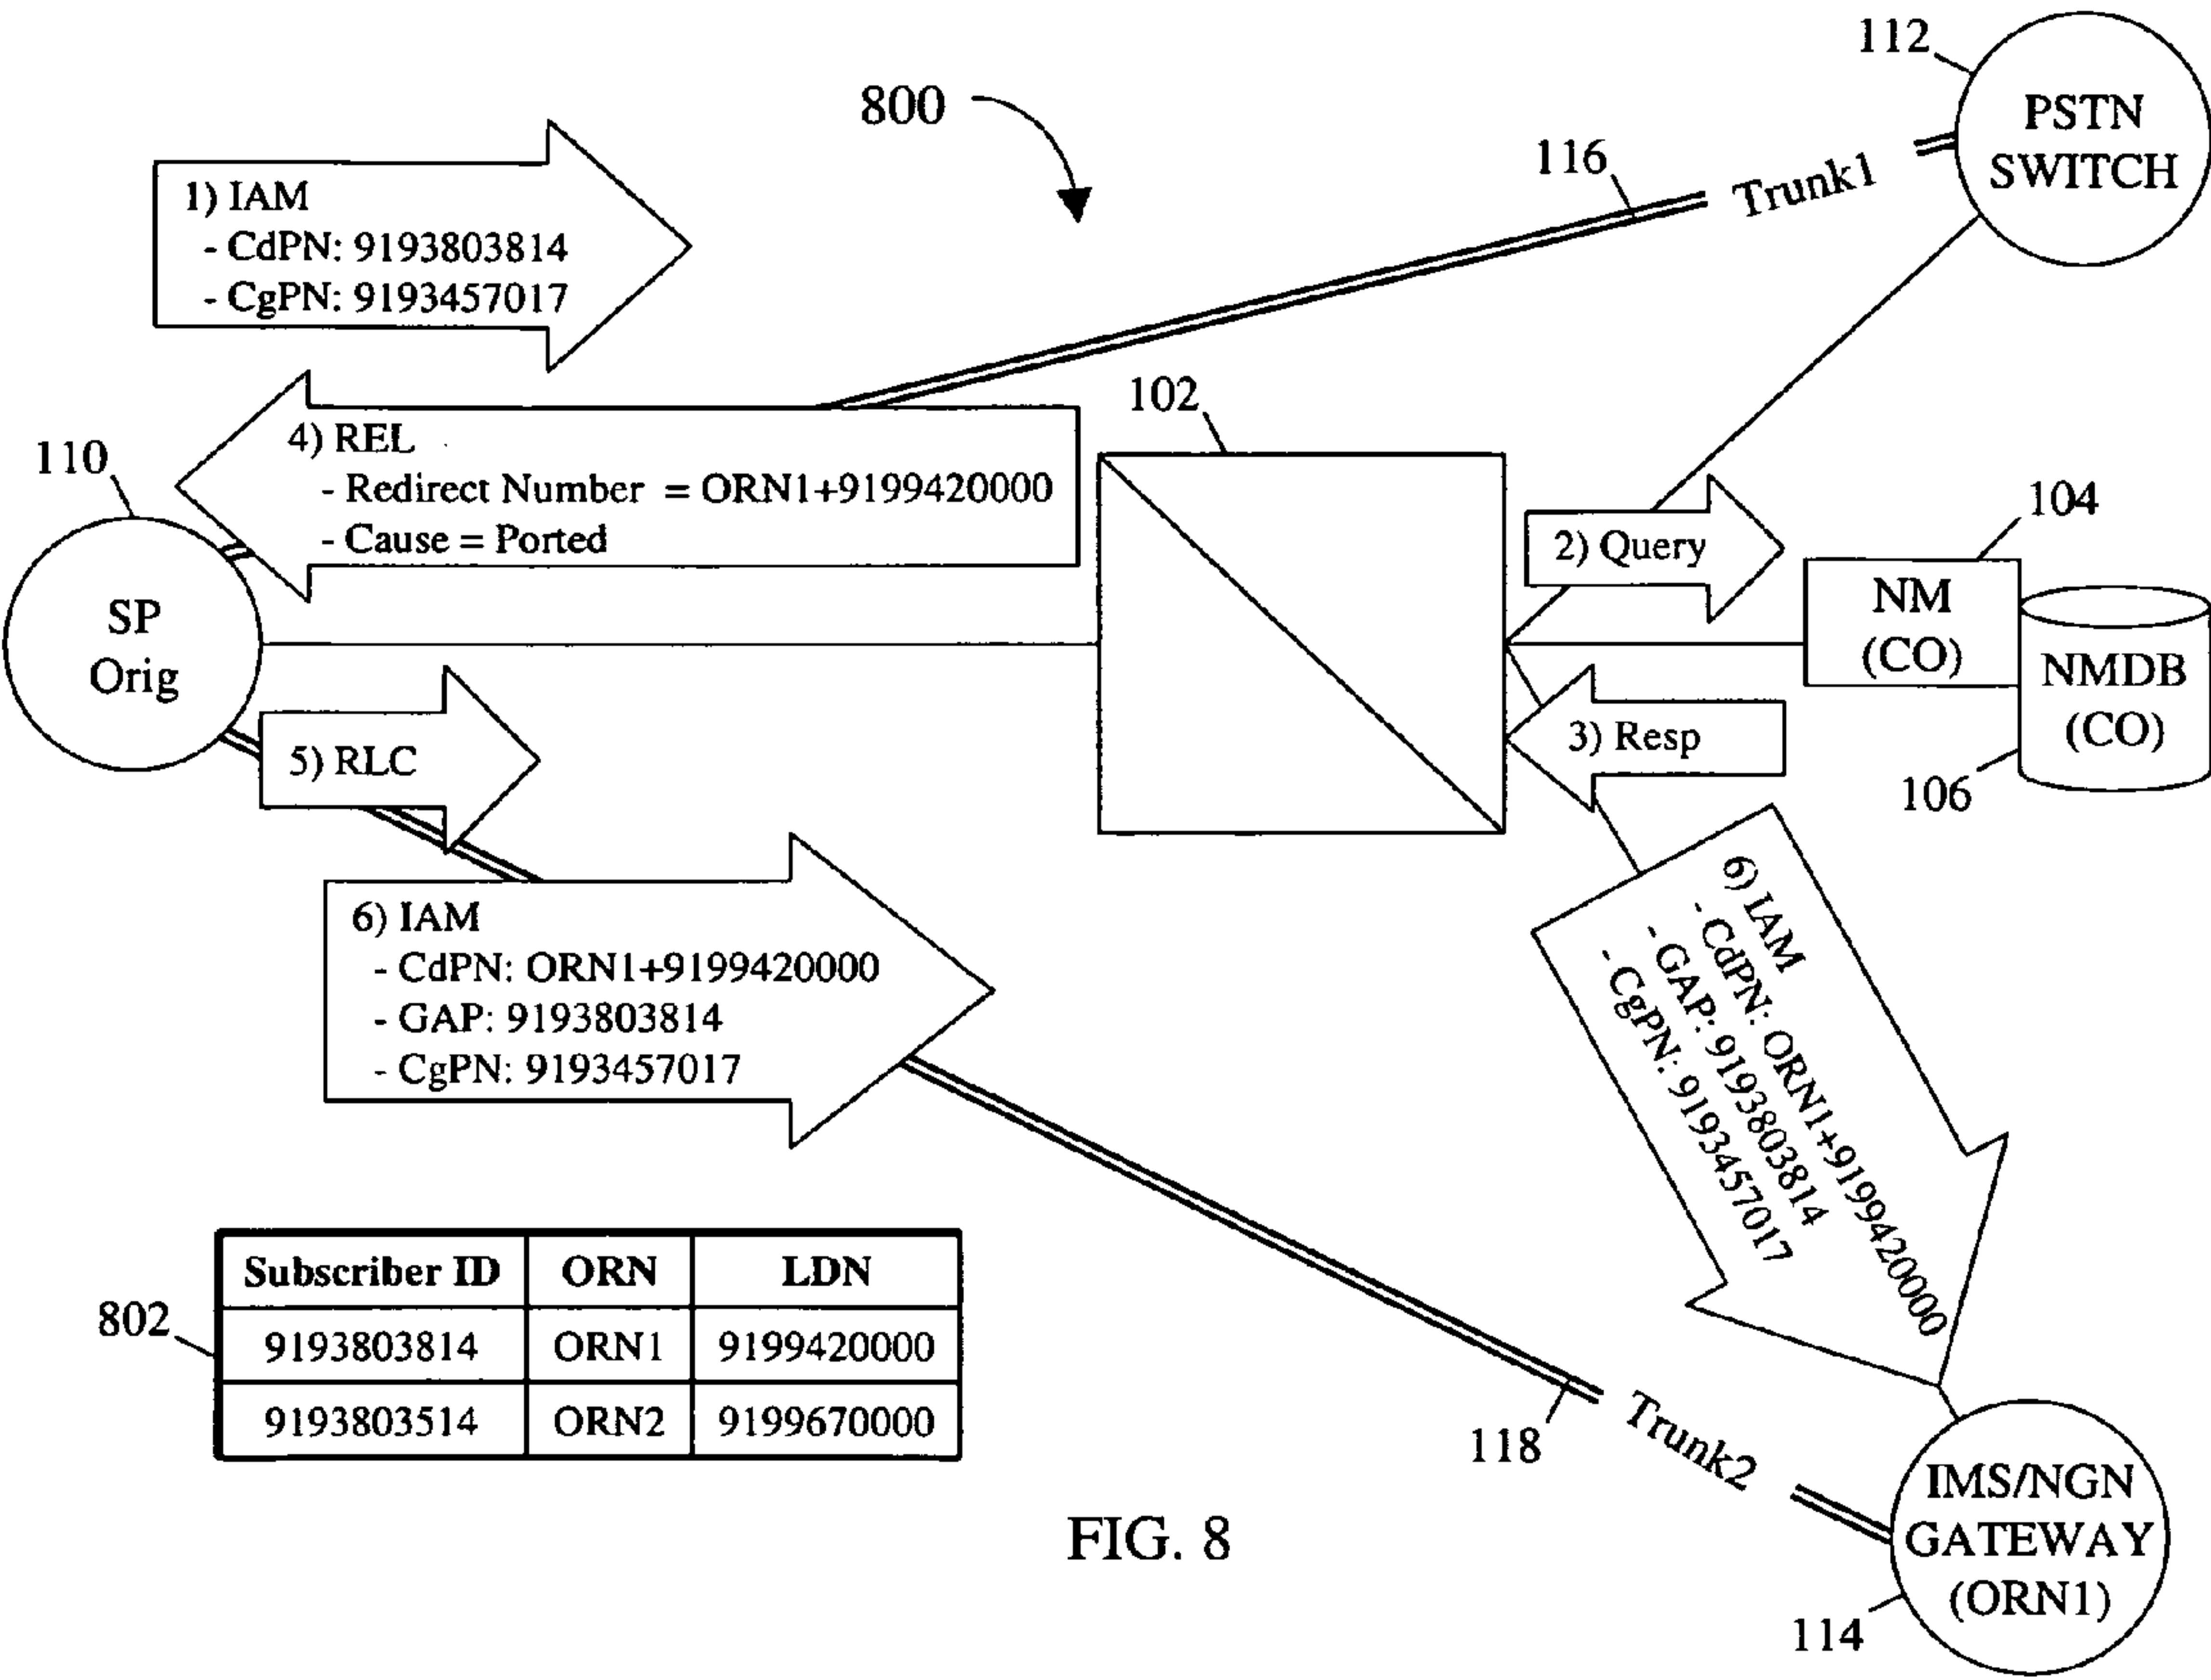 112
PSTN
SWITCH
800
116
Trunk1
1) IAM
- CdPN: 9193803814
- CgPN: 9193457017
102
4) REL
- Redirect Number = ORN1+9199420000
- Cause = Ported
110
SP
Orig
2) Query
104
NM
(CO)
NMDB
(CO)
106
3) Resp
5) RLC
6) IAM
- CdPN: ORN1+9199420000
- GAP: 9193803814
- CgPN: 9193457017
6) IAM
- CdPN: ORN1+9199420000
- GAP: 9193803814
- CgPN: 9193457017
802
Subscriber ID ORN LDN
9193803814 ORN1 9199420000
9193803514 ORN2 9199670000
118
Trunk2
IMS/NGN
GATEWAY
(ORN1)
114
FIG. 8